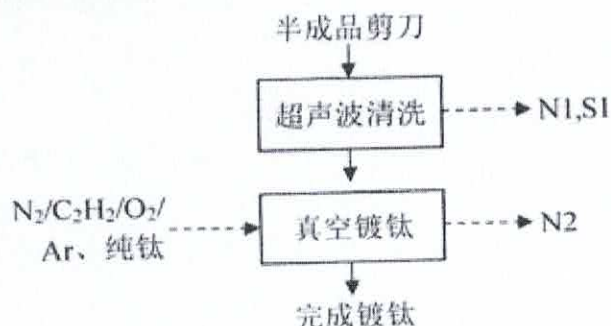 半成品剪刀
超声波清洗
N1,S1
N₂/C₂H₂/O₂/
Ar、纯钛
真空镀钛
N2
完成镀钛